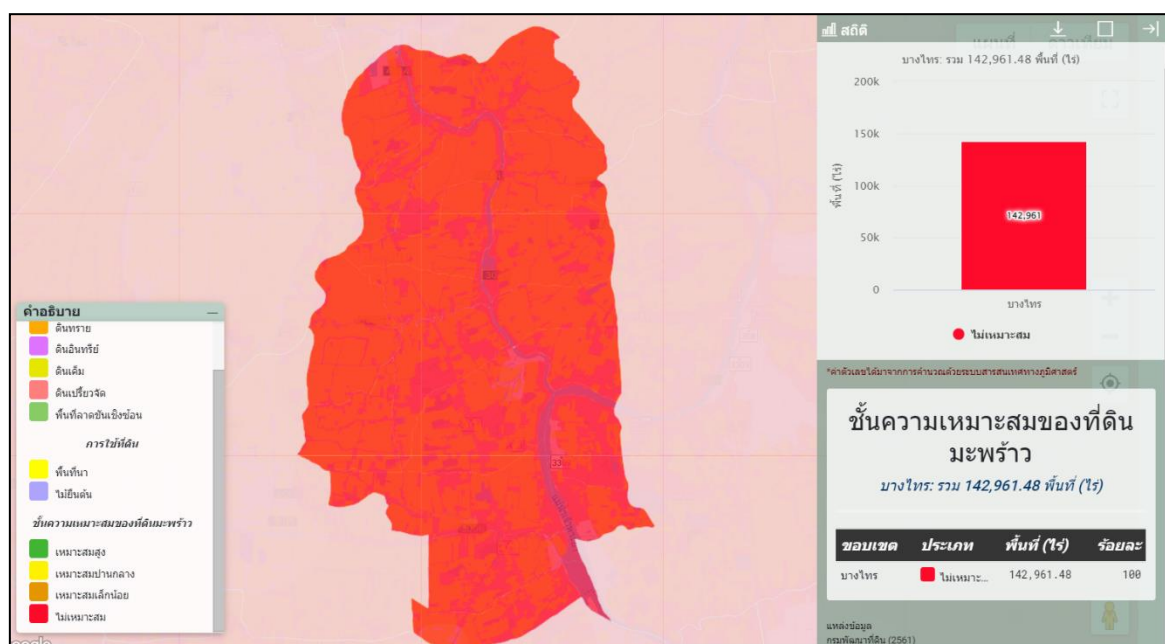 สถิติ
บางไทร: รวม 142,961.48 พื้นที่ (ไร่)
200k
150k
100k
50k
0
พื้นที่ (ไร่)
142,961
บางไทร
ไม่เหมาะสม
*ค่าตัวเลขได้มาจากการคำนวณด้วยระบบสารสนเทศทางภูมิศาสตร์
ชั้นความเหมาะสมของที่ดิน
มะพร้าว
บางไทร: รวม 142,961.48 พื้นที่ (ไร่)
ขอบเขต ประเภท พื้นที่ (ไร่) ร้อยละ
บางไทร ไม่เหมาะ... 142,961.48 100
แหล่งข้อมูล
กรมพัฒนาที่ดิน (2561)
คำอธิบาย
ดินทราย
ดินอินทรีย์
ดินเค็ม
ดินเปรี้ยวจัด
พื้นที่ลาดชันเชิงซ้อน
การใช้ที่ดิน
พื้นที่นา
ไม้ยืนต้น
ชั้นความเหมาะสมของที่ดินมะพร้าว
เหมาะสมสูง
เหมาะสมปานกลาง
เหมาะสมเล็กน้อย
ไม่เหมาะสม